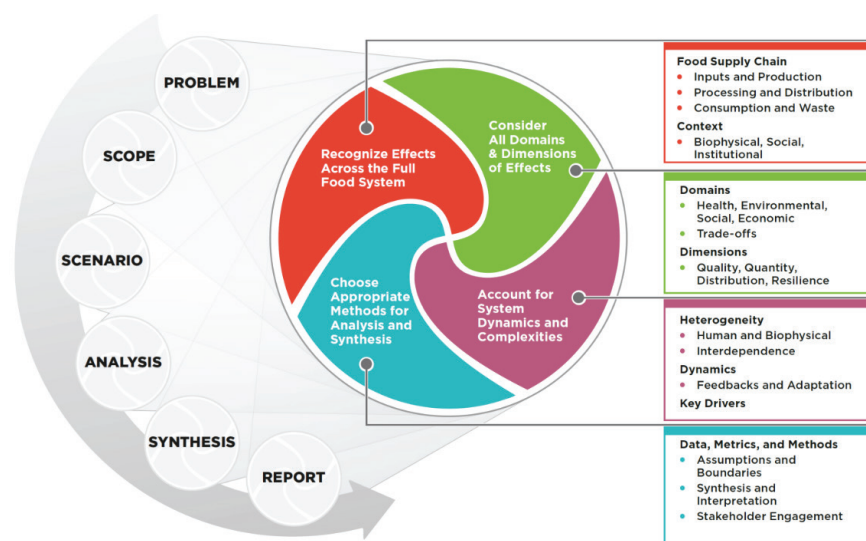 PROBLEM
SCOPE
SCENARIO
ANALYSIS
SYNTHESIS
REPORT
Recognize Effects
Across the Full
Food System
Consider
All Domains
& Dimensions
of Effects
Choose
Appropriate
Methods for
Analysis and
Synthesis
Account for
System
Dynamics and
Complexities
Food Supply Chain
• Inputs and Production
• Processing and Distribution
• Consumption and Waste
Context
• Biophysical, Social,
Institutional
Domains
• Health, Environmental,
Social, Economic
• Trade-offs
Dimensions
• Quality, Quantity,
Distribution, Resilience
Heterogeneity
• Human and Biophysical
• Interdependence
Dynamics
• Feedbacks and Adaptation
Key Drivers
Data, Metrics, and Methods
• Assumptions and
Boundaries
• Synthesis and
Interpretation
• Stakeholder Engagement